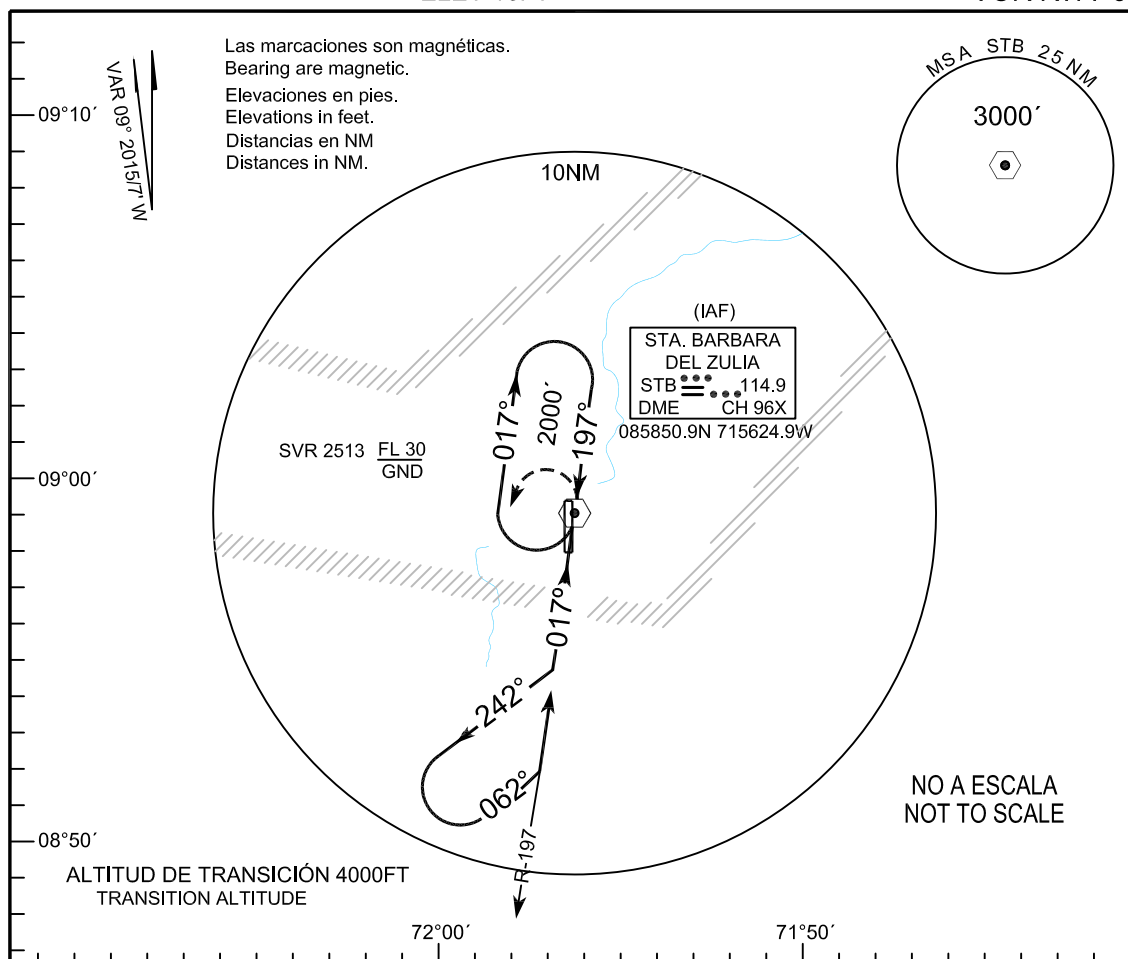 Las marcaciones son magnéticas.
Bearing are magnetic.
Elevaciones en pies.
Elevations in feet.
Distancias en NM
Distances in NM.
VAR 09° 2015/7' W
MSA STB 25 NM
3000´
09°10´
10NM
(IAF)
STA. BARBARA
DEL ZULIA
STB 114.9
DME CH 96X
085850.9N 715624.9W
017°
2000´
197°
SVR 2513 FL 30
GND
09°00´
017°
242°
062°
R-197
NO A ESCALA
NOT TO SCALE
08°50´
ALTITUD DE TRANSICIÓN 4000FT
TRANSITION ALTITUDE
72°00´
71°50´